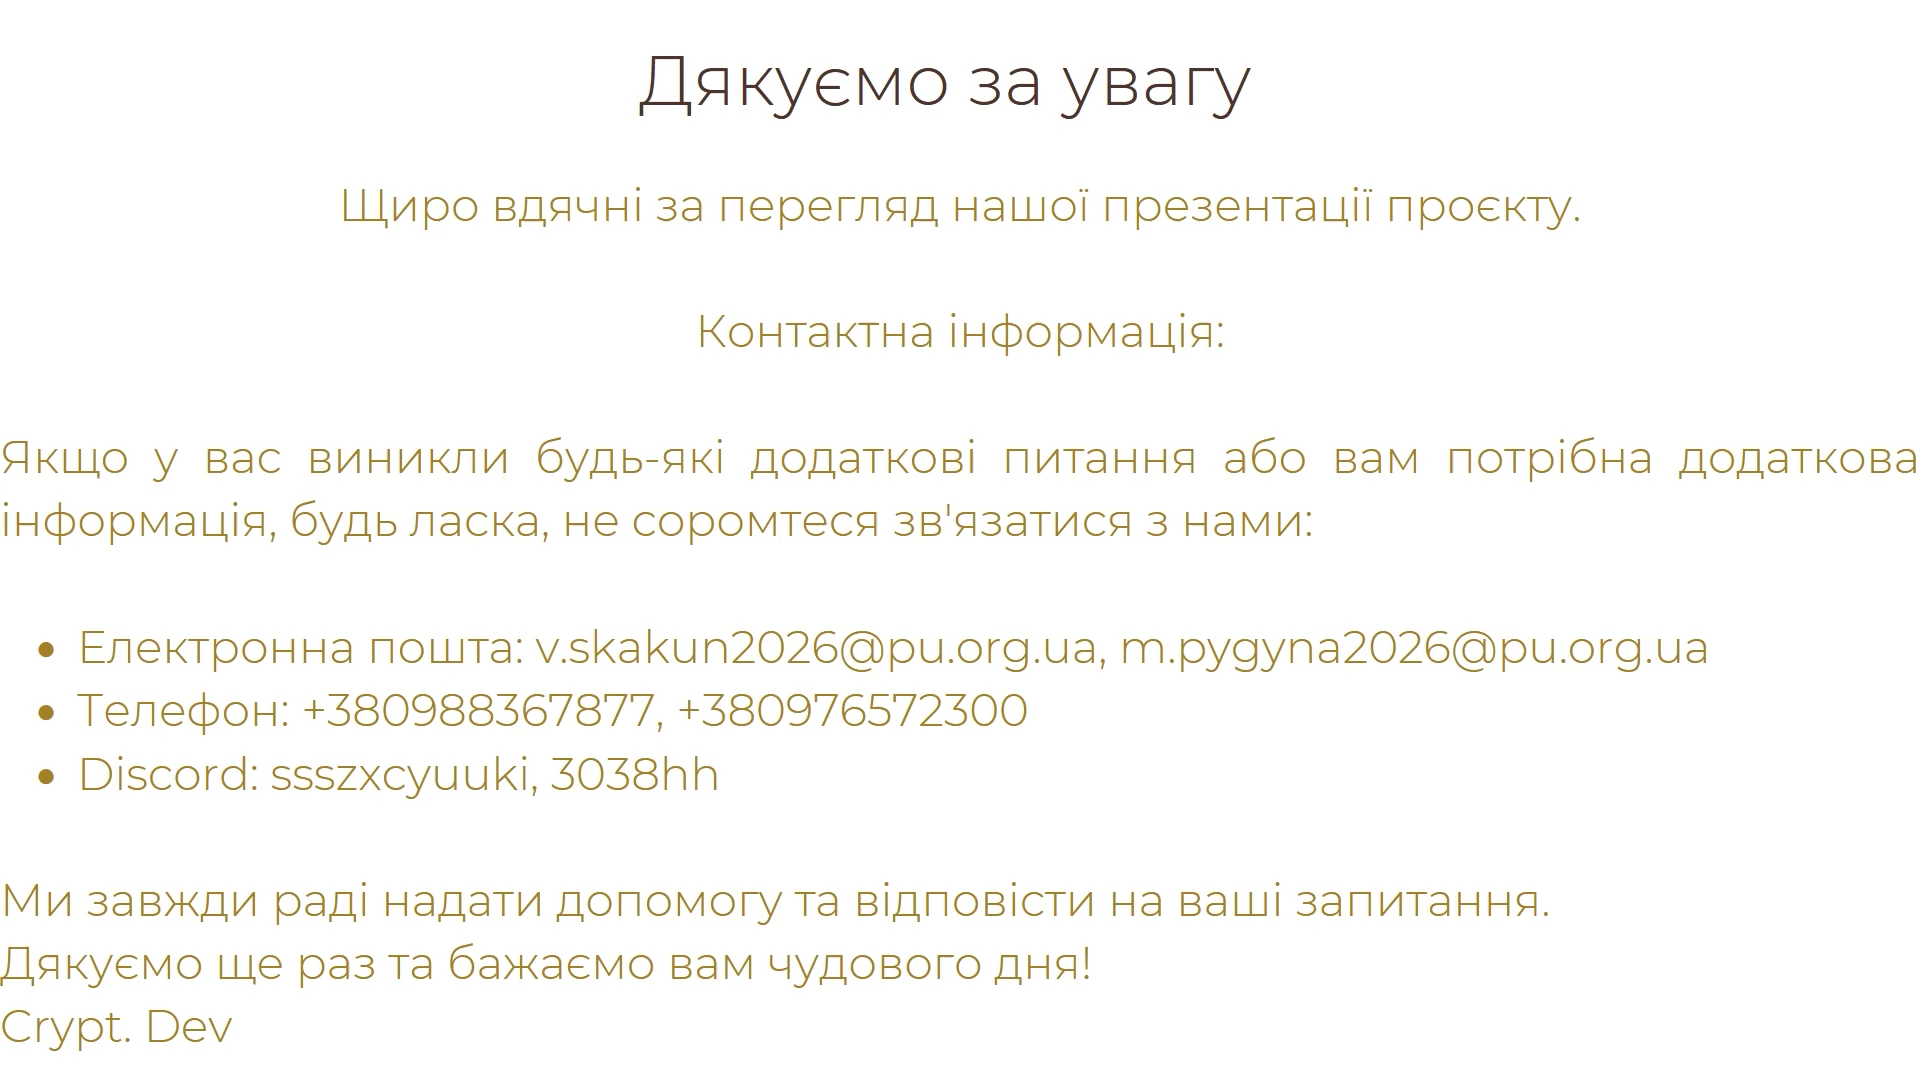 Дякуємо за увагу
Щиро вдячні за перегляд нашої презентації проєкту.
Контактна інформація:
Якщо у вас виникли будь-які додаткові питання або вам потрібна додаткова
інформація, будь ласка, не соромтеся зв'язатися з нами:
• Електронна пошта: v.skakun2026@pu.org.ua, m.pygyna2026@pu.org.ua
• Телефон: +380988367877, +380976572300
• Discord: ssszxcyuuki, 3038hh
Ми завжди раді надати допомогу та відповісти на ваші запитання.
Дякуємо ще раз та бажаємо вам чудового дня!
Crypt. Dev